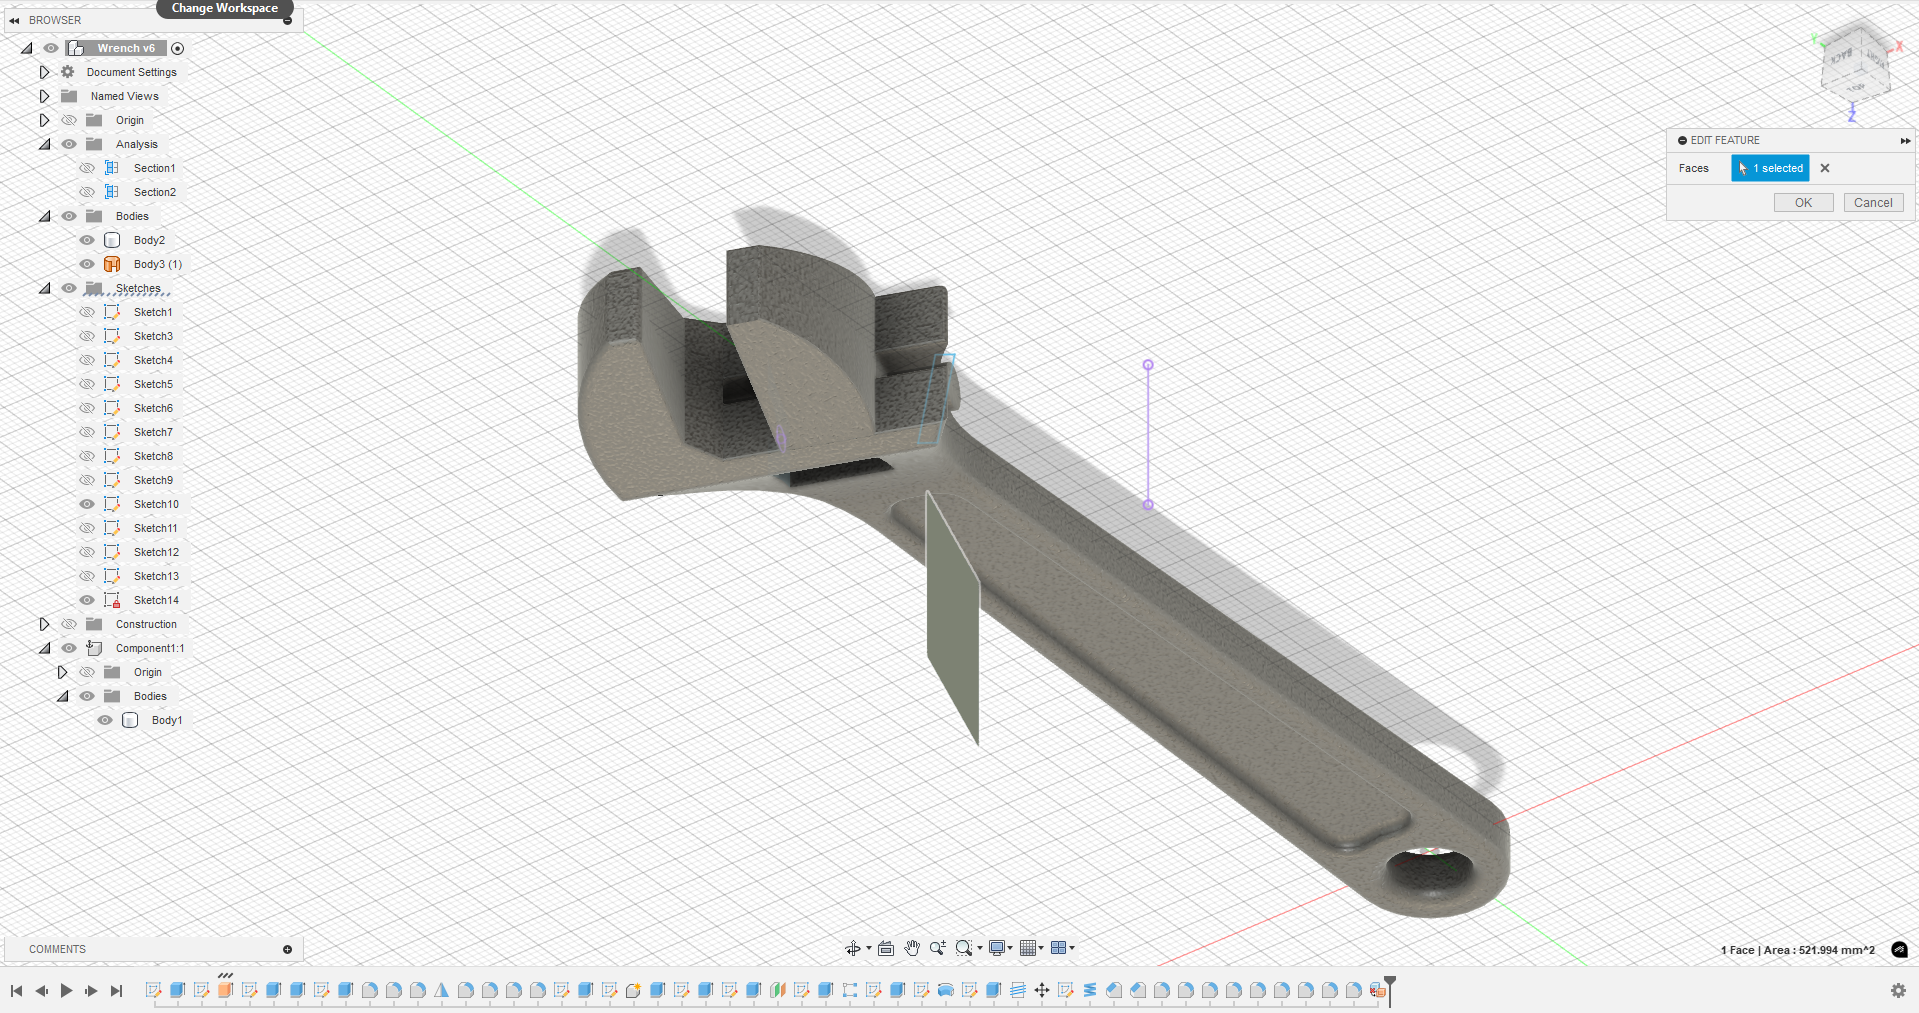 Change Workspace
BROWSER
Wrench v6
Document Settings
Named Views
Origin
Analysis
Section1
Section2
Bodies
Body2
Body3 (1)
Sketches
Sketch1
Sketch3
Sketch4
Sketch5
Sketch6
Sketch7
Sketch8
Sketch9
Sketch10
Sketch11
Sketch12
Sketch13
Sketch14
Construction
Component1:1
Origin
Bodies
Body1
Y
X
BACK
Z
EDIT FEATURE
Faces 1 selected
OK Cancel
COMMENTS
1 Face | Area : 521.994 mm^2